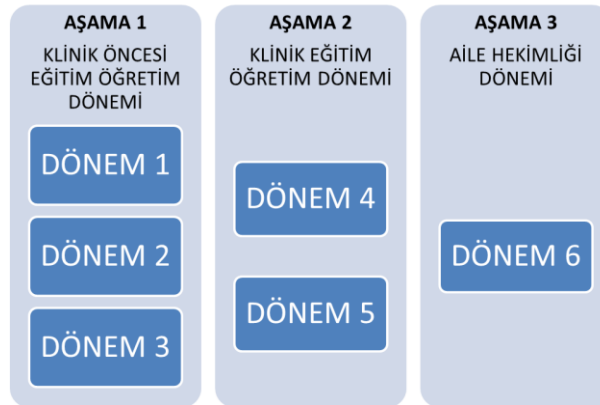 AŞAMA 1
KLİNİK ÖNCESİ
EĞİTİM ÖĞRETİM
DÖNEMİ
DÖNEM 1
DÖNEM 2
DÖNEM 3
AŞAMA 2
KLİNİK EĞİTİM
ÖĞRETİM DÖNEMİ
DÖNEM 4
DÖNEM 5
AŞAMA 3
AİLE HEKİMLİĞİ
DÖNEMİ
DÖNEM 6